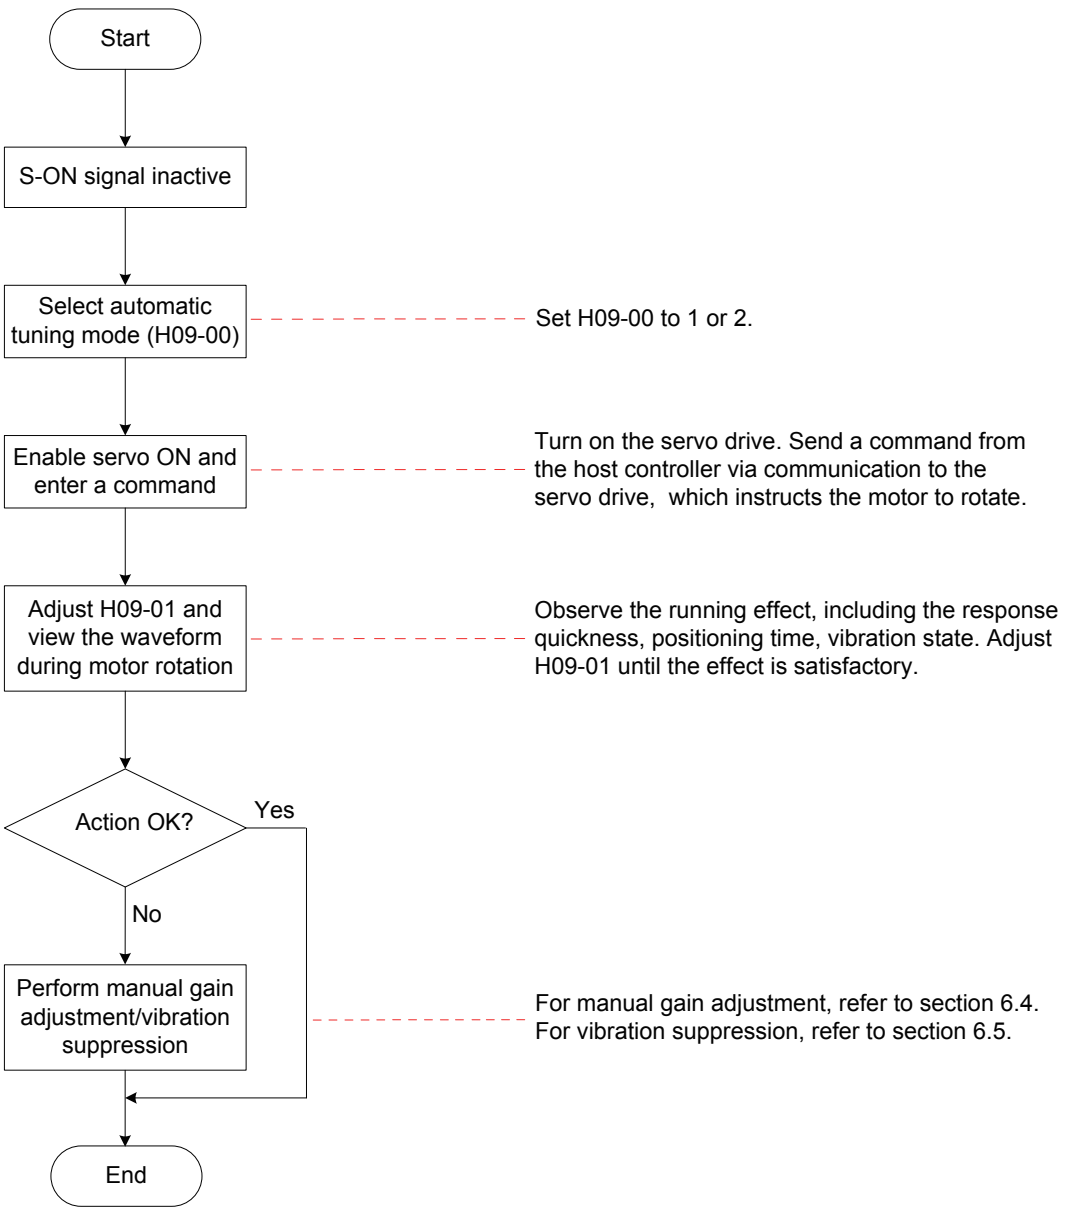 Start
S-ON signal inactive
Select automatic
tuning mode (H09-00)
Set H09-00 to 1 or 2.
Enable servo ON and
enter a command
Turn on the servo drive. Send a command from
the host controller via communication to the
servo drive,  which instructs the motor to rotate.
Adjust H09-01 and
view the waveform
during motor rotation
Observe the running effect, including the response
quickness, positioning time, vibration state. Adjust
H09-01 until the effect is satisfactory.
Action OK?
Yes
No
Perform manual gain
adjustment/vibration
suppression
For manual gain adjustment, refer to section 6.4.
For vibration suppression, refer to section 6.5.
End